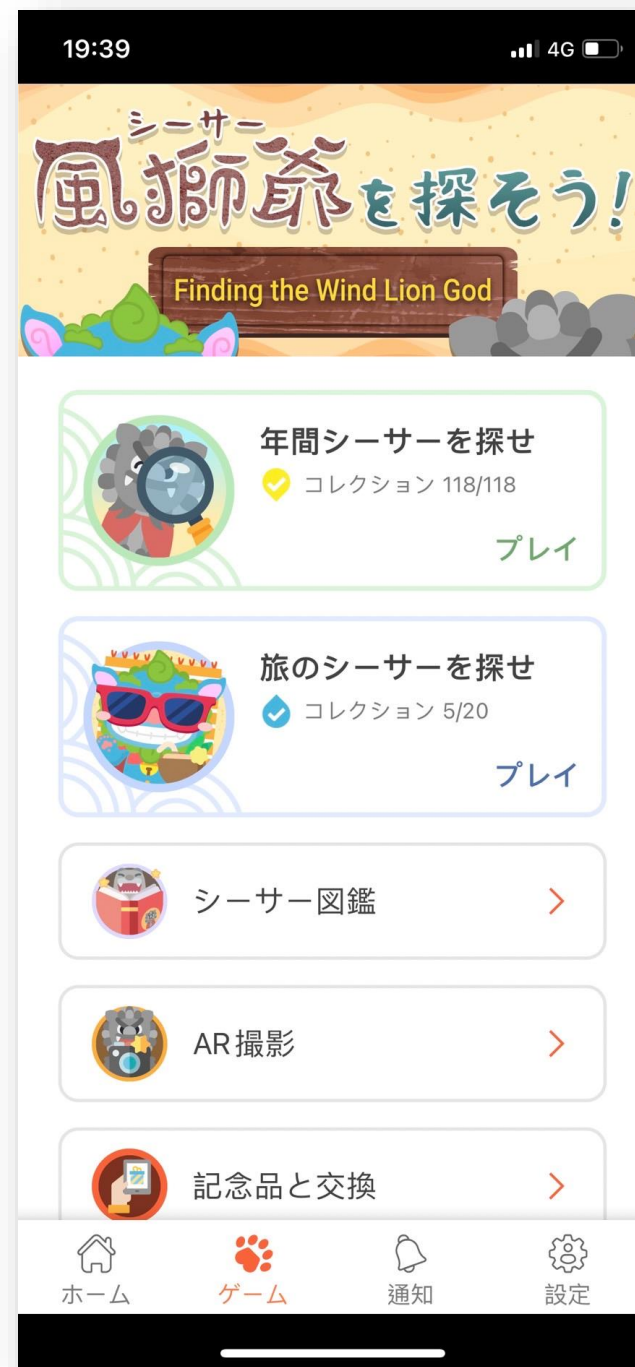 19:39
4G
シーサー
風獅爺を探そう!
Finding the Wind Lion God
年間シーサーを探せ
コレクション 118/118
プレイ
旅のシーサーを探せ
コレクション 5/20
プレイ
シーサー図鑑
AR撮影
記念品と交換
ホーム
ゲーム
通知
設定